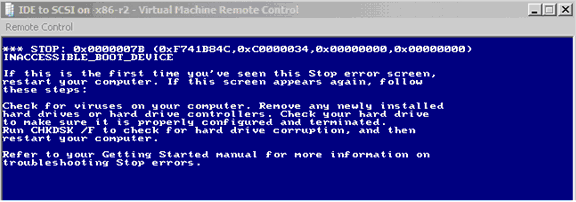 IDE to SCSI on -x86-r2 - Virtual Machine Remote Control
Remote Control
*** STOP: 0x0000007B (0xF741B84C,0xC0000034,0x00000000,0x00000000)
INACCESSIBLE_BOOT_DEVICE
If this is the first time you've seen this Stop error screen,
restart your computer. If this screen appears again, follow
these steps:
Check for viruses on your computer. Remove any newly installed
hard drives or hard drive controllers. Check your hard drive
to make sure it is properly configured and terminated.
Run CHKDSK /F to check for hard drive corruption, and then
restart your computer.
Refer to your Getting Started manual for more information on
troubleshooting Stop errors.